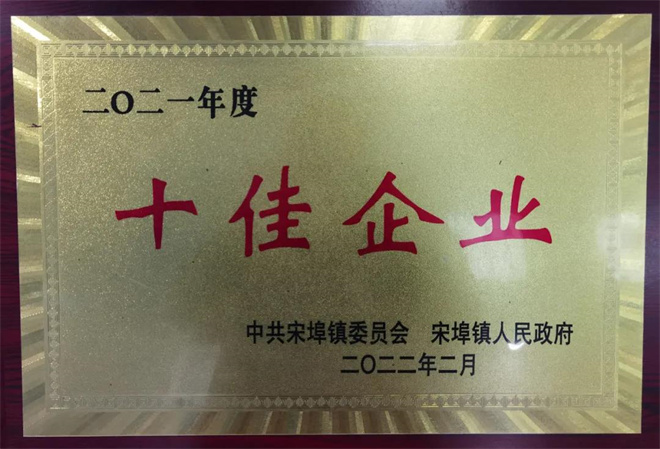 二〇二一年度
十佳企业
中共宋埠镇委员会 宋埠镇人民政府
二〇二二年二月